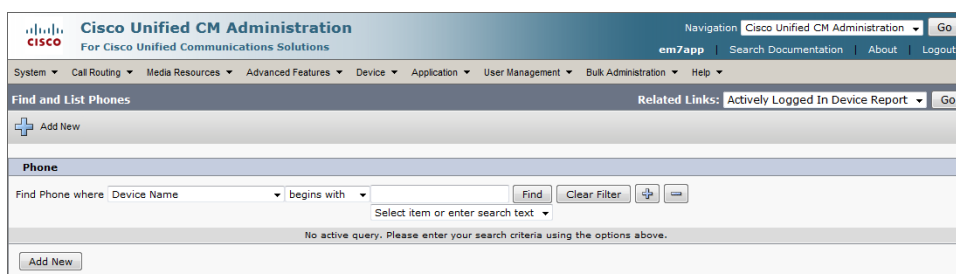 Cisco Unified CM Administration
Navigation Cisco Unified CM Administration Go
CISCO
For Cisco Unified Communications Solutions
em7app | Search Documentation | About | Logout
System Call Routing Media Resources Advanced Features Device Application User Management Bulk Administration Help
Find and List Phones
Related Links: Actively Logged In Device Report Go
Add New
Phone
Find Phone where Device Name begins with Find Clear Filter
Select item or enter search text
No active query. Please enter your search criteria using the options above.
Add New